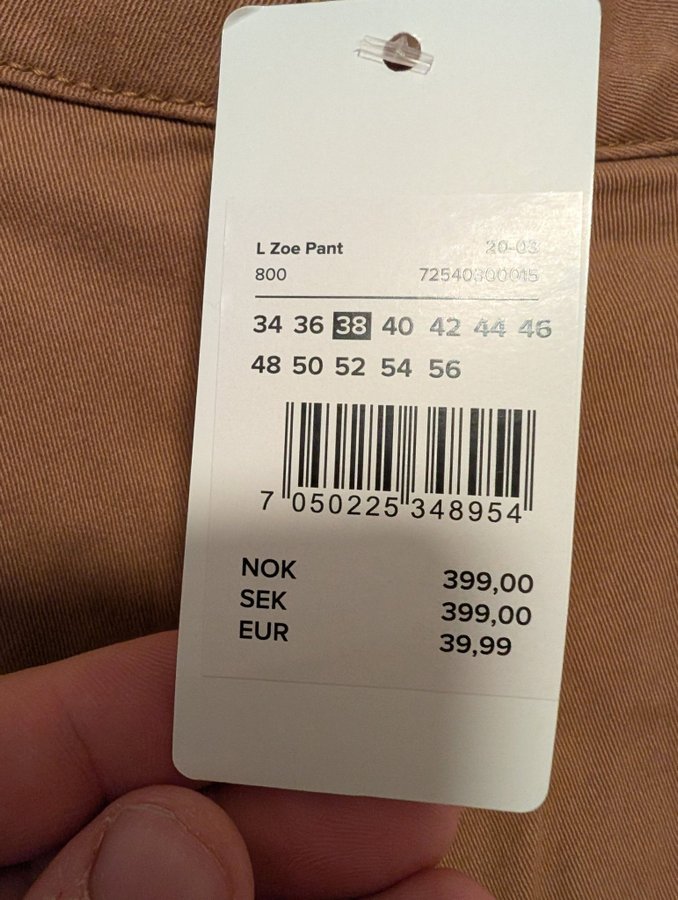 L Zoe Pant 20-03
800 72540300015
34 36 38 40 42 44 46
48 50 52 54 56
7 050225 348954
NOK 399,00
SEK 399,00
EUR 39,99